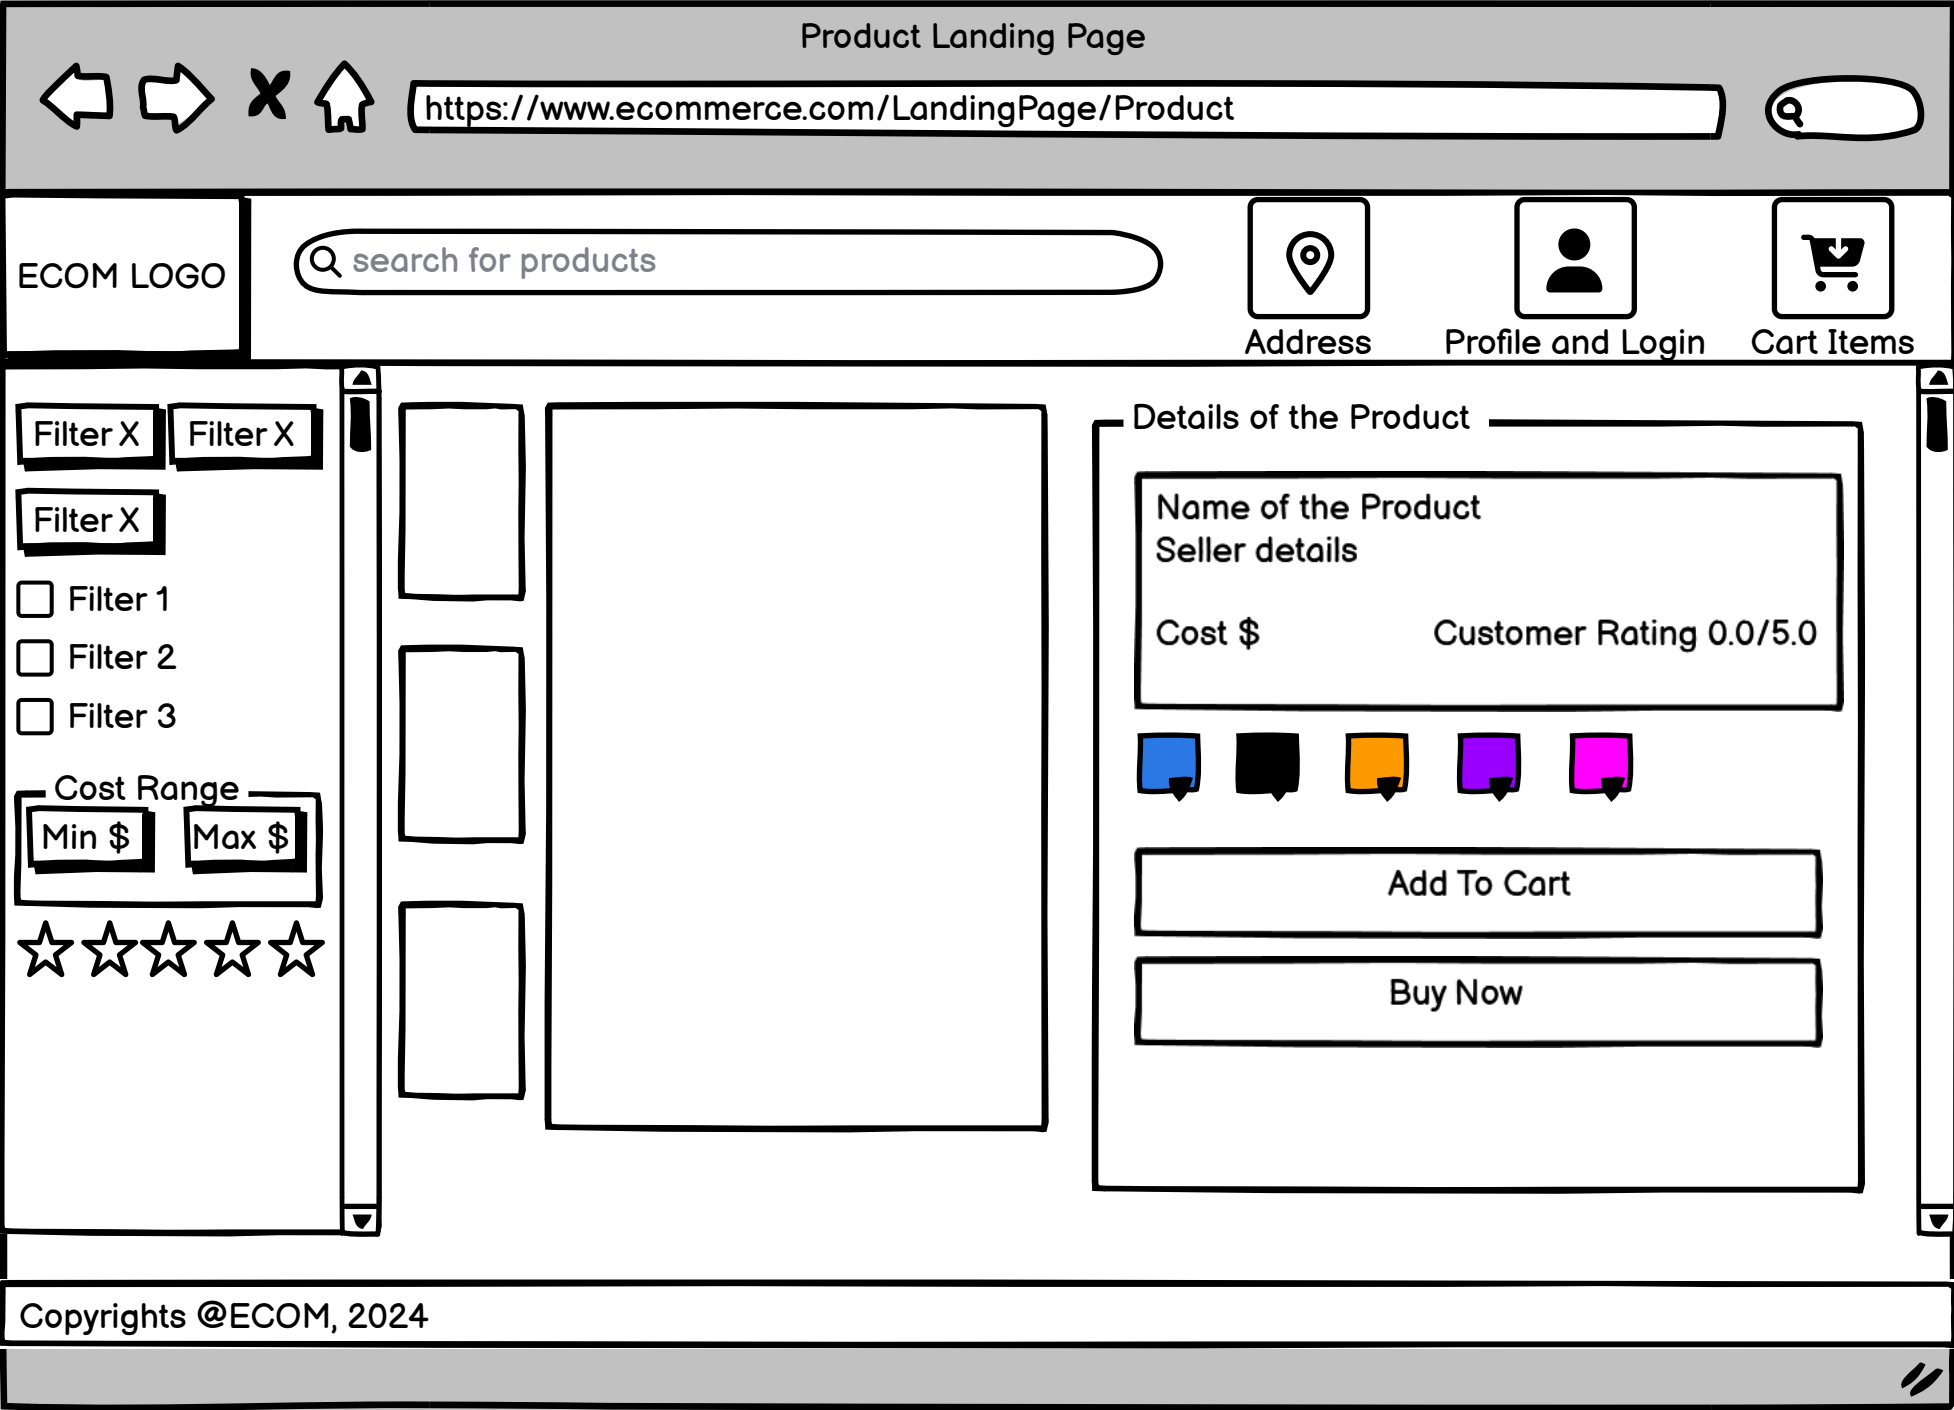 Product Landing Page
https://www.ecommerce.com/LandingPage/Product
ECOM LOGO
search for products
Address
Profile and Login
Cart Items
Filter X
Filter X
Filter X
Filter 1
Filter 2
Filter 3
Cost Range
Min $
Max $
Details of the Product
Name of the Product
Seller details
Cost $
Customer Rating 0.0/5.0
Add To Cart
Buy Now
Copyrights @ECOM, 2024